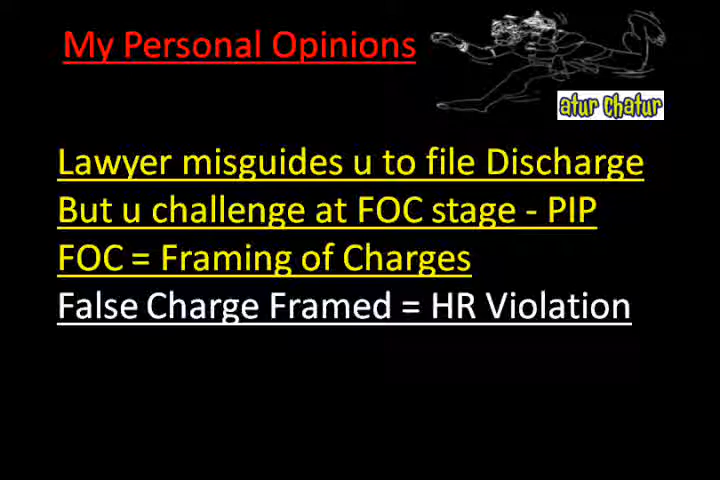 My Personal Opinions
atur chatur
Lawyer misguides u to file Discharge
But u challenge at FOC stage - PIP
FOC = Framing of Charges
False Charge Framed = HR Violation